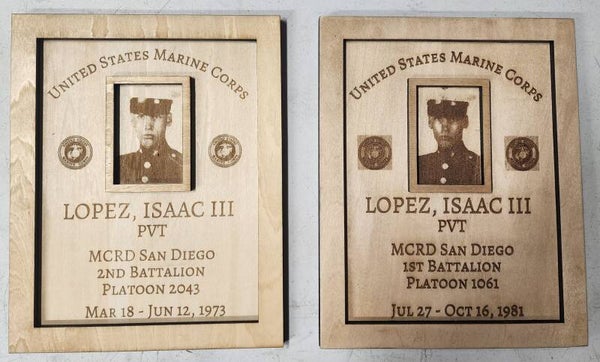 UNITED STATES MARINE CORPS
LOPEZ, ISAAC III
PVT
MCRD SAN DIEGO
2ND BATTALION
PLATOON 2043
MAR 18 - JUN 12, 1973
UNITED STATES MARINE CORPS
LOPEZ, ISAAC III
PVT
MCRD SAN DIEGO
1ST BATTALION
PLATOON 1061
JUL 27 - OCT 16, 1981